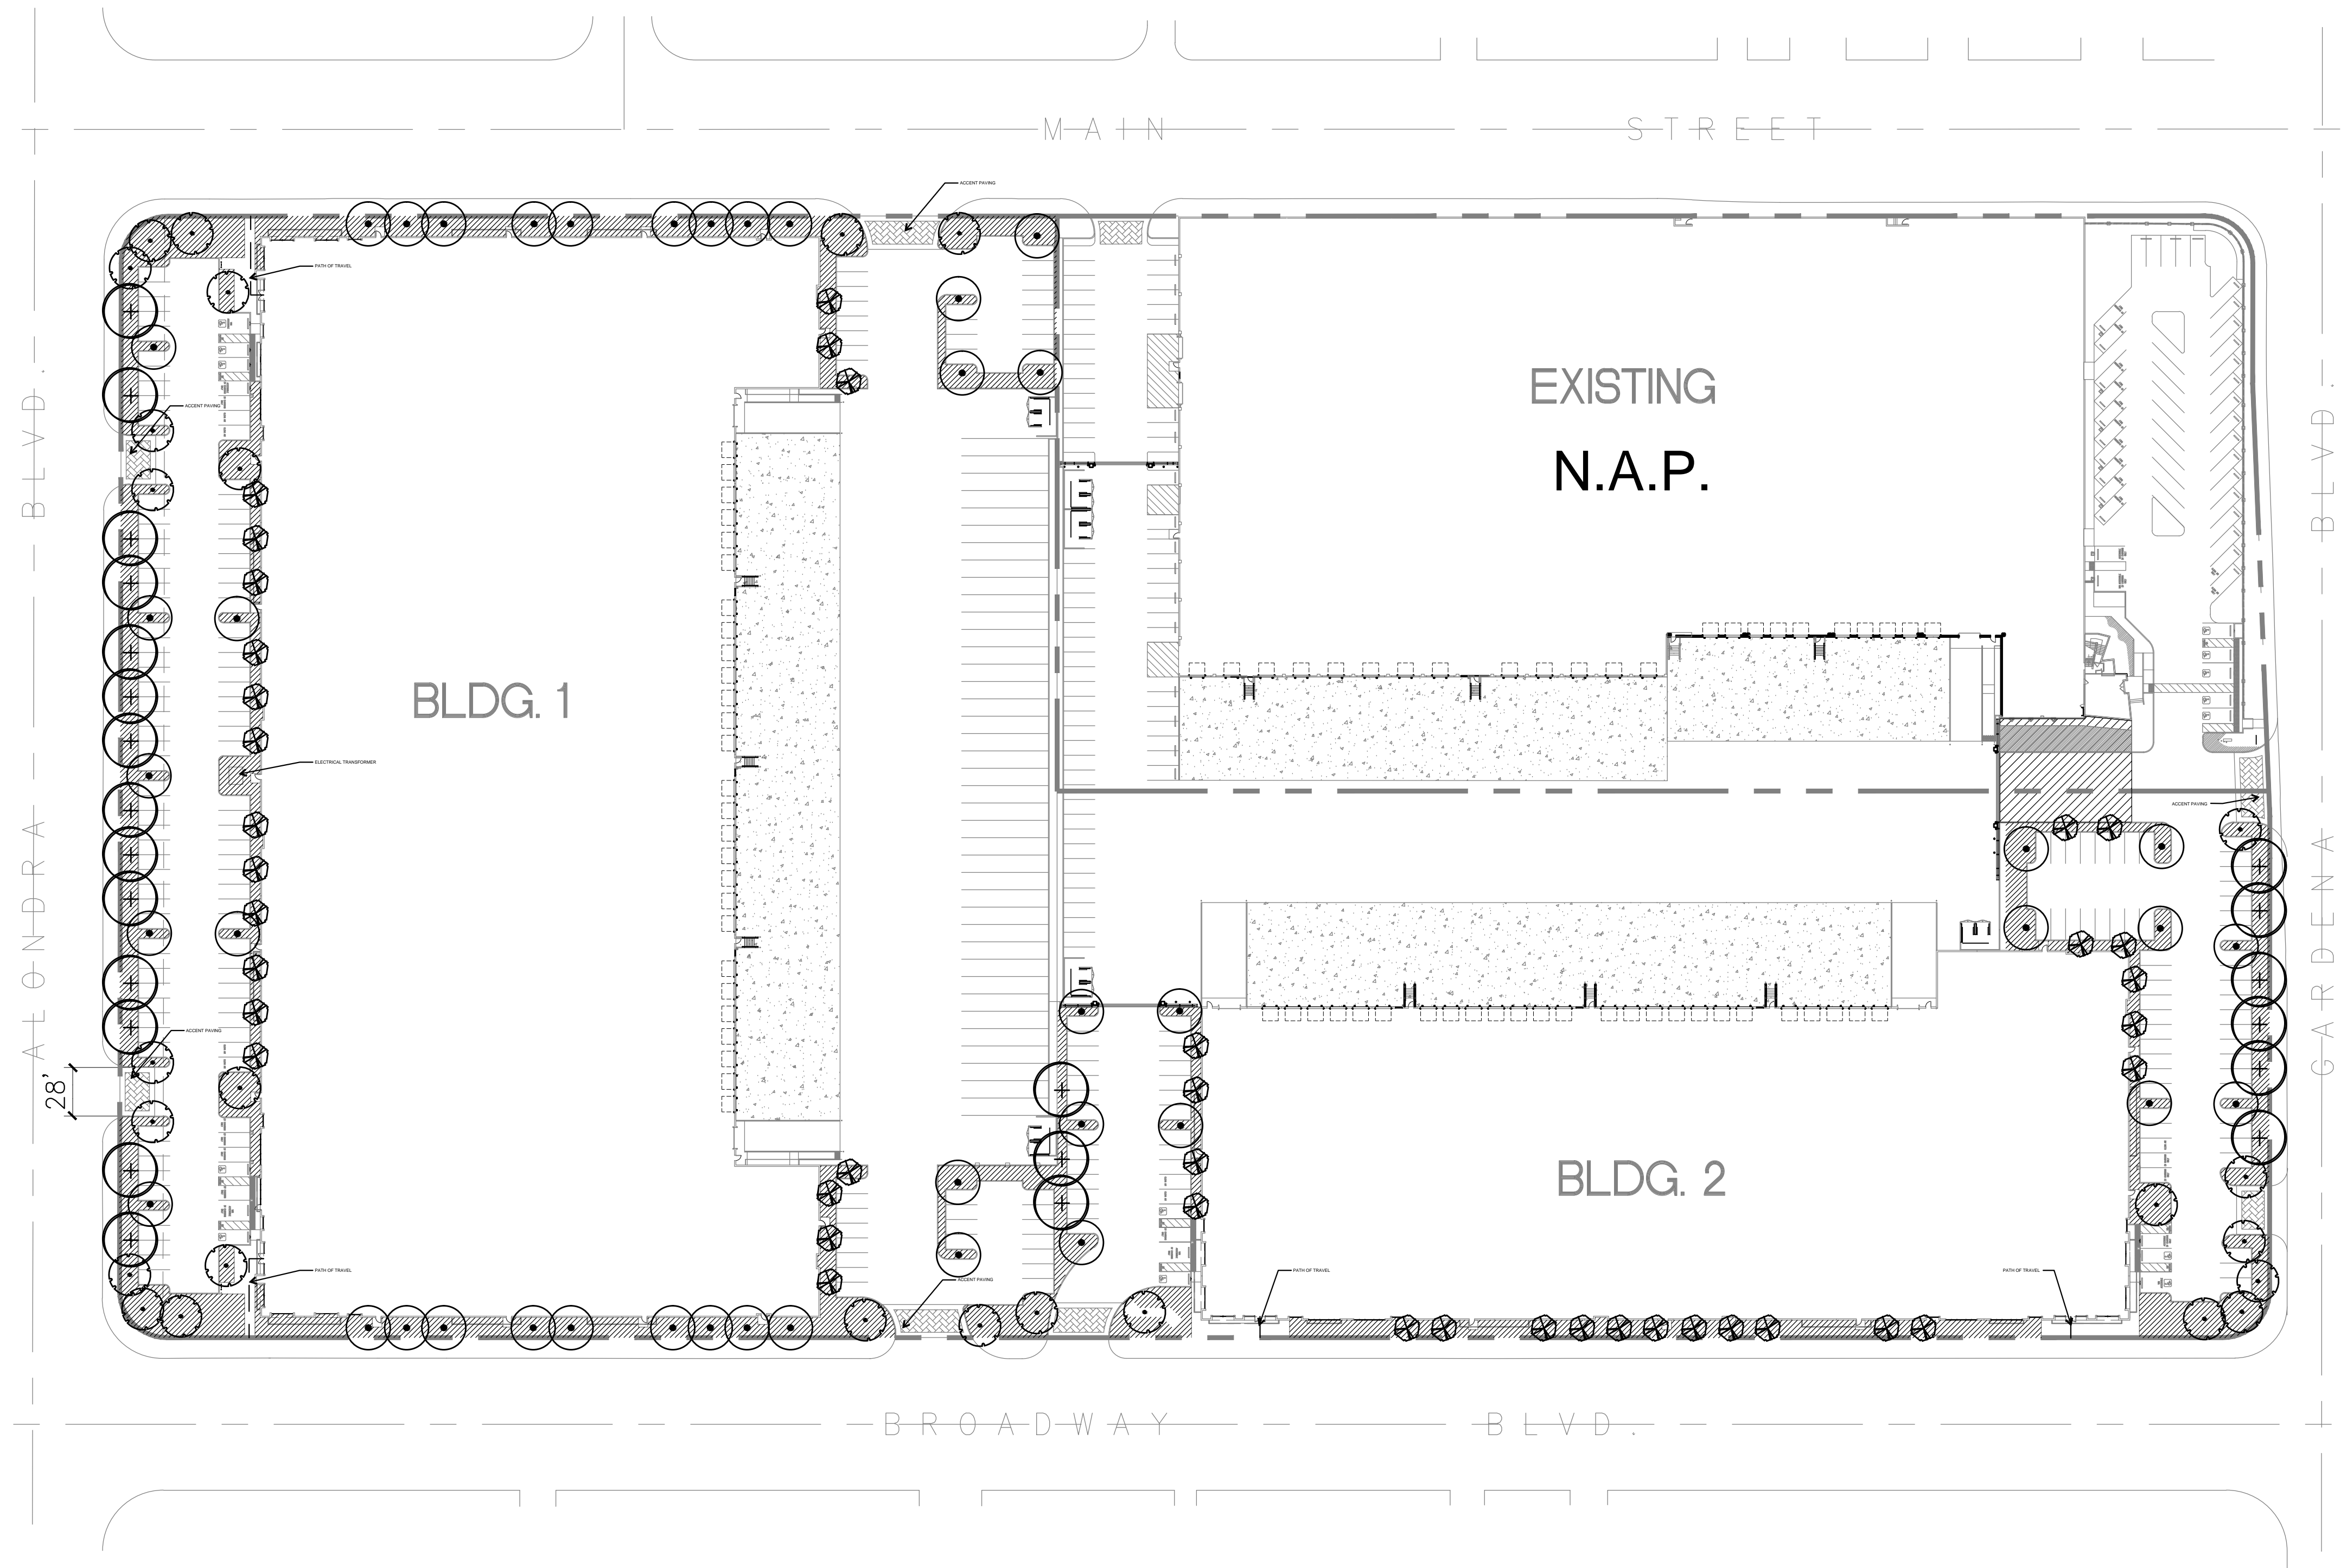 MAIN STREET
ACCENT PAVING
PATH OF TRAVEL
EXISTING
N.A.P.
ALONDRA BLVD.
GARDENA BLVD.
ACCENT PAVING
BLDG. 1
ELECTRICAL TRANSFORMER
ACCENT PAVING
ACCENT PAVING
28'
BLDG. 2
PATH OF TRAVEL
PATH OF TRAVEL
PATH OF TRAVEL
ACCENT PAVING
BROADWAY BLVD.